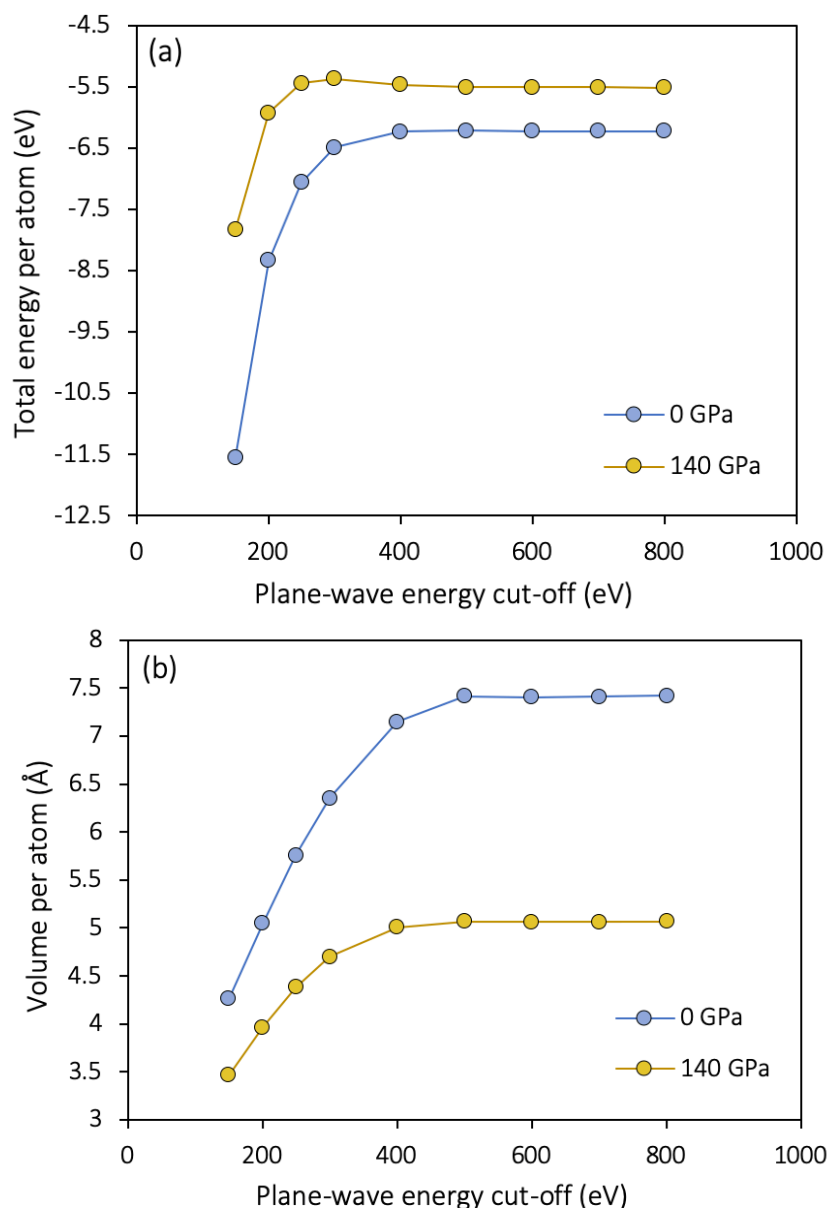 (a)
Total energy per atom (eV)
-4.5
-5.5
-6.5
-7.5
-8.5
-9.5
-10.5
-11.5
-12.5
0 GPa
140 GPa
0 200 400 600 800 1000
Plane-wave energy cut-off (eV)
(b)
Volume per atom (Å)
8
7.5
7
6.5
6
5.5
5
4.5
4
3.5
3
0 GPa
140 GPa
0 200 400 600 800 1000
Plane-wave energy cut-off (eV)